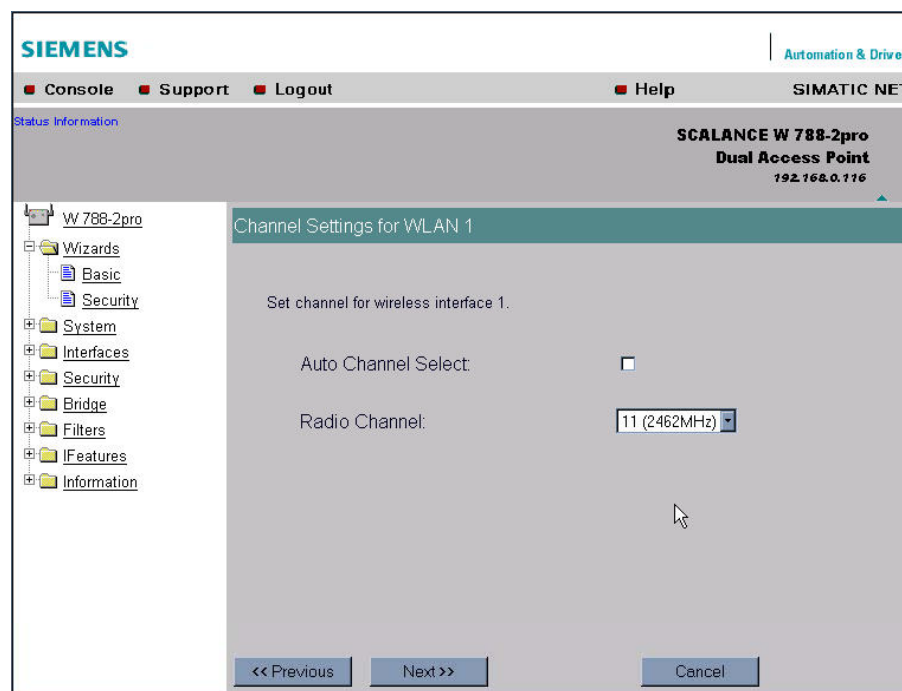 SIEMENS
Automation & Drive
Console Support Logout Help SIMATIC NE
Status Information
SCALANCE W 788-2pro
Dual Access Point
192.168.0.116
W 788-2pro
Wizards
Basic
Security
System
Interfaces
Security
Bridge
Filters
IFeatures
Information
Channel Settings for WLAN 1
Set channel for wireless interface 1.
Auto Channel Select:
Radio Channel: 11 (2462MHz)
<< Previous Next >> Cancel